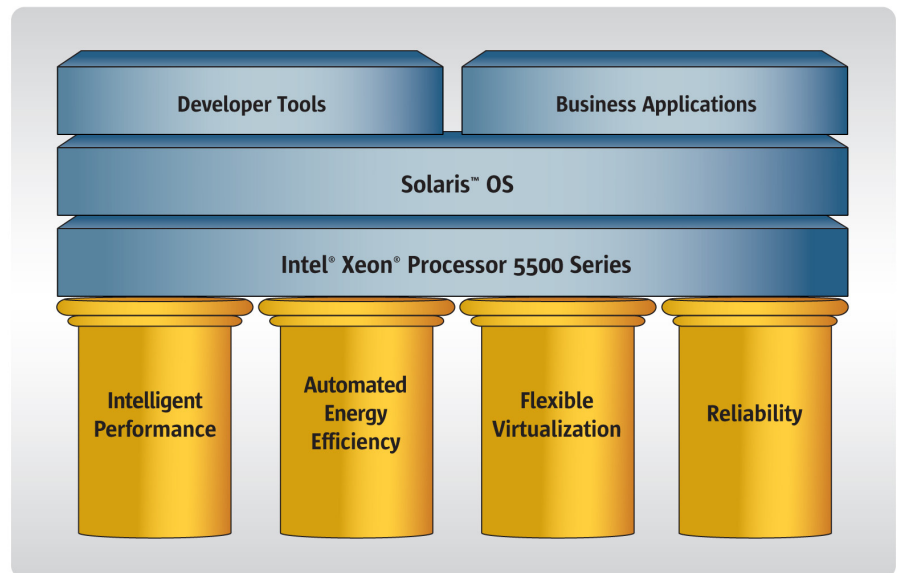 Developer Tools
Business Applications
Solaris™ OS
Intel® Xeon® Processor 5500 Series
Intelligent
Performance
Automated
Energy
Efficiency
Flexible
Virtualization
Reliability